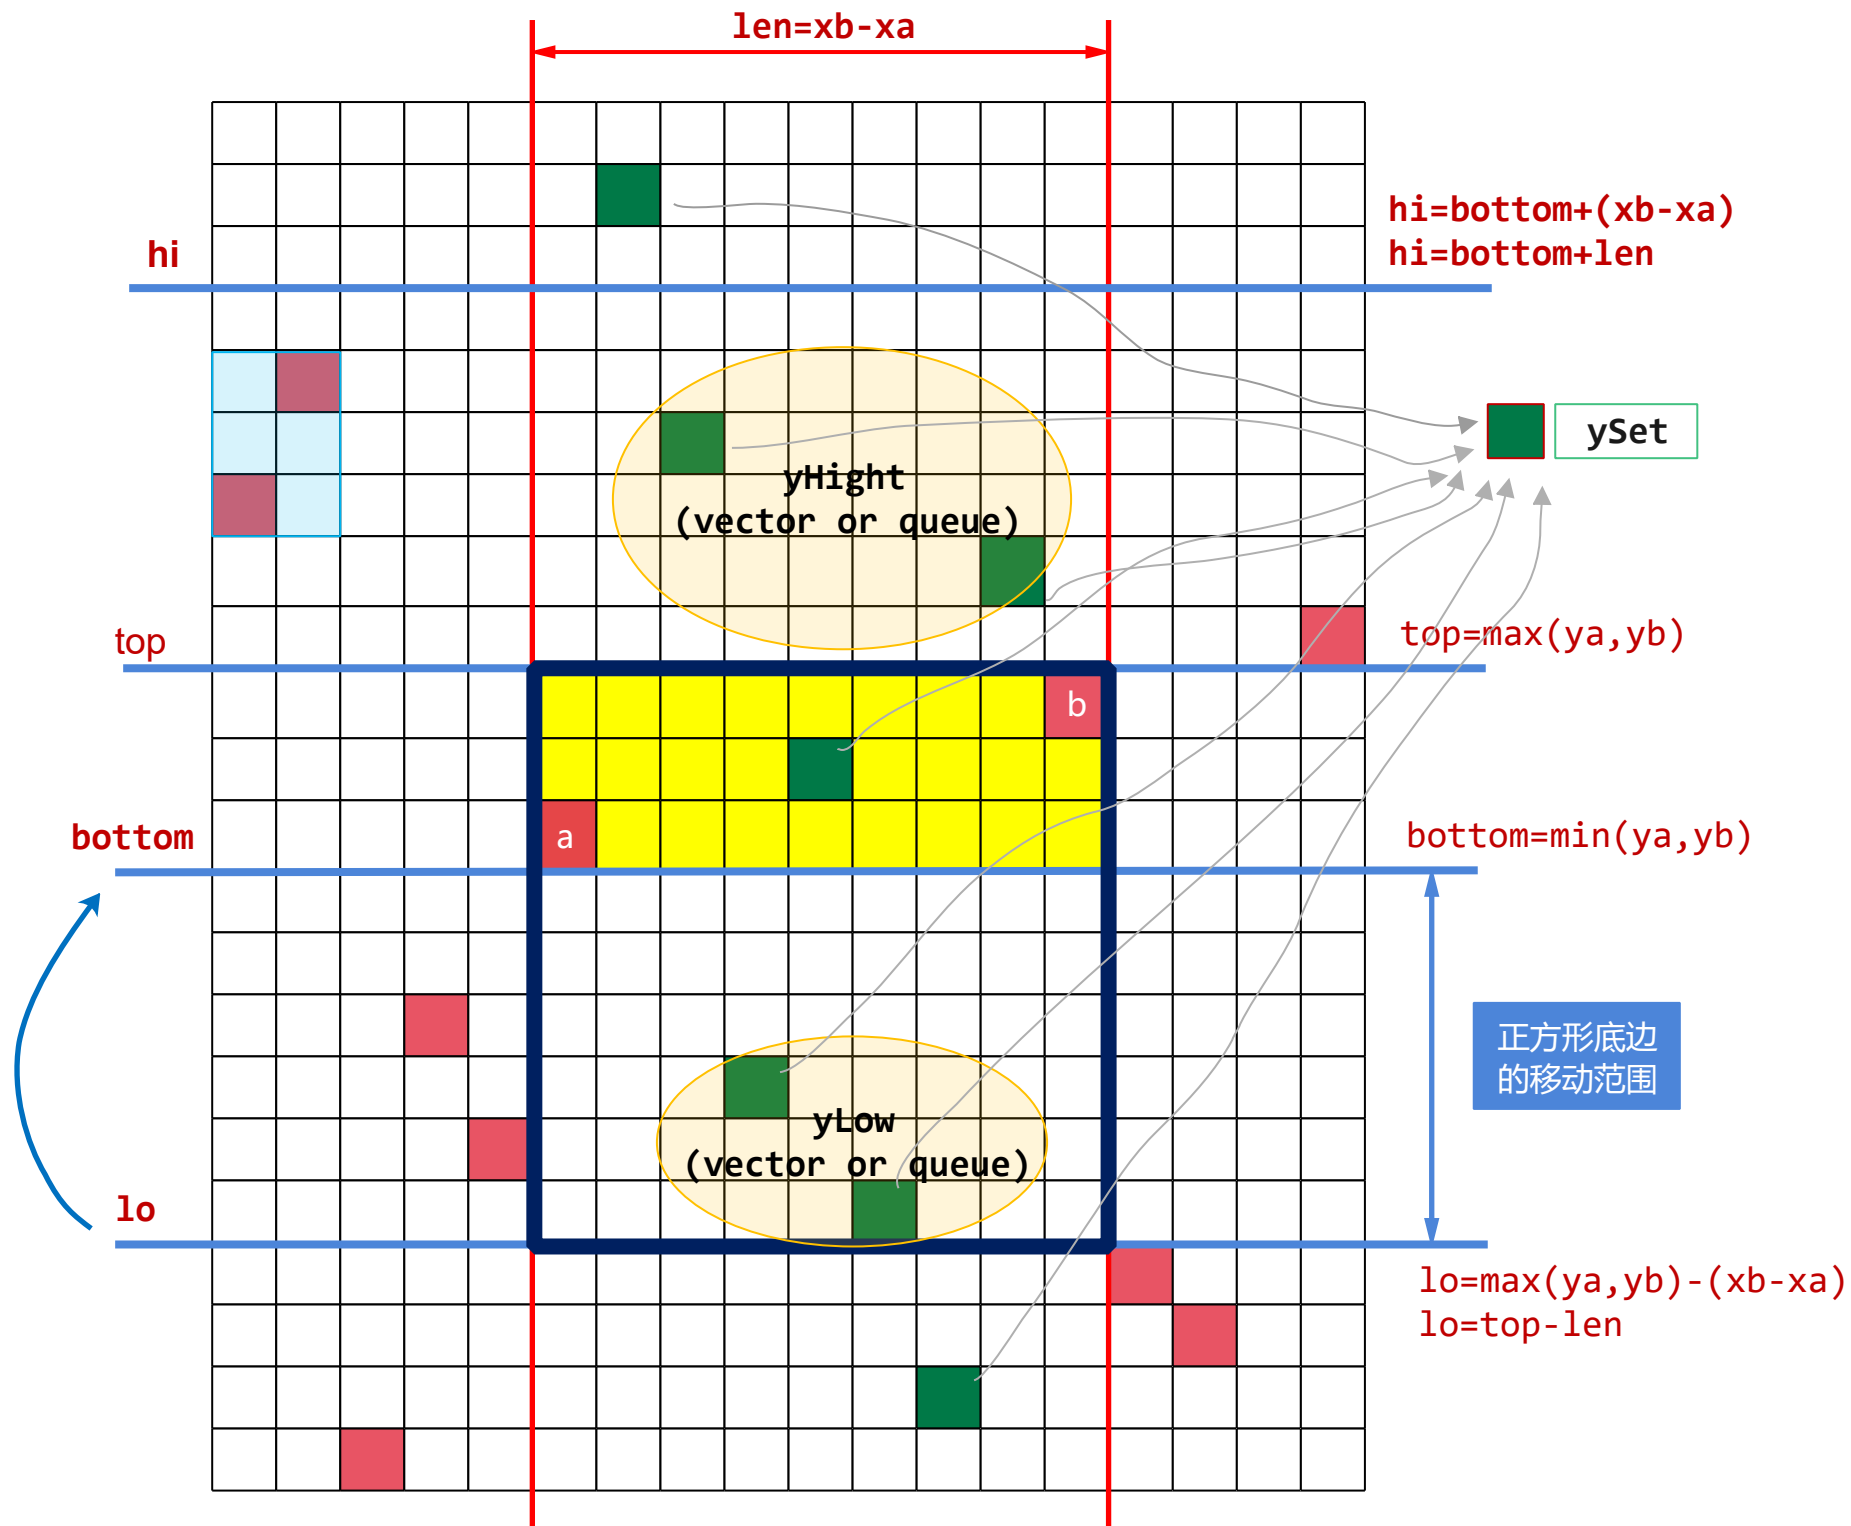 len=xb-xa
hi=bottom+(xb-xa)
hi
hi=bottom+len
ySet
yHight
(vector or queue)
top
top=max(ya,yb)
b
a
bottom
bottom=min(ya,yb)
正方形底边
的移动范围
yLow
(vector or queue)
lo
lo=max(ya,yb)-(xb-xa)
lo=top-len